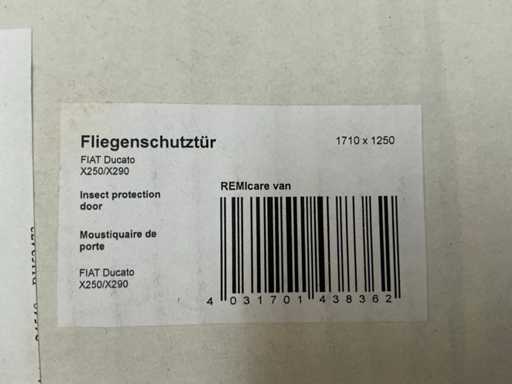 Fliegenschutztür
1710 x 1250
FIAT Ducato
X250/X290
REMIcare van
Insect protection
door
Moustiquaire de
porte
FIAT Ducato
X250/X290
4 031701 438362